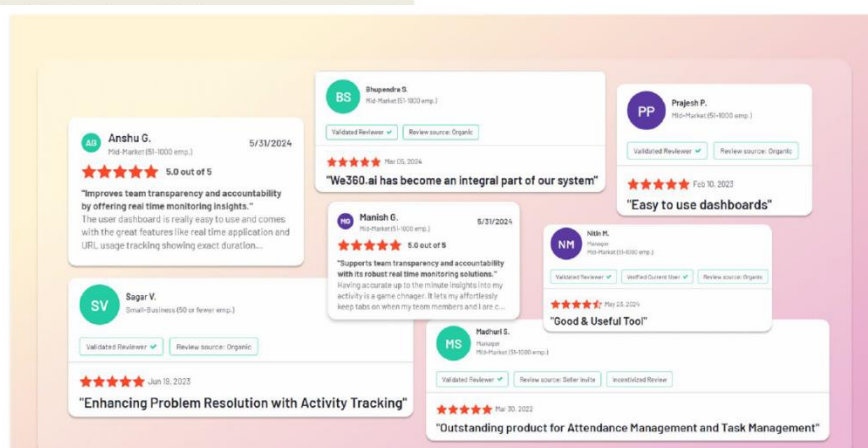 BS
Bhupendra S.
Mid-Market (51-1000 emp.)
Validated Reviewer ✔
Review source: Organic
Mar 05, 2024
"We360.ai has become an integral part of our system"
PP
Prajesh P.
Mid-Market (51-1000 emp.)
Validated Reviewer ✔
Review source: Organic
Feb 10, 2023
"Easy to use dashboards"
AG
Anshu G.
5/31/2024
Mid-Market (51-1000 emp.)
5.0 out of 5
"Improves team transparency and accountability
by offering real time monitoring insights."
The user dashboard is really easy to use and comes
with the great features like real time application and
URL usage tracking showing exact duration...
MG
Manish G.
5/31/2024
Mid-Market (51-1000 emp.)
5.0 out of 5
"Supports team transparency and accountability
with its robust real time monitoring solutions."
Having accurate up to the minute insights into my
activity is a game chnager. It lets my effortlessly
keep tabs on when my team members and I are c...
NM
Nitin M.
Manager
Mid-Market (51-1000 emp.)
Validated Reviewer ✔
Verified Current User ✔
Review source: Organic
May 23, 2024
"Good & Useful Tool"
SV
Sagar V.
Small-Business (50 or fewer emp.)
Validated Reviewer ✔
Review source: Organic
Jun 19, 2023
"Enhancing Problem Resolution with Activity Tracking"
MS
Madhuri S.
Manager
Mid-Market (51-1000 emp.)
Validated Reviewer ✔
Review source: Seller invite
Incentivized Review
Mar 30, 2022
"Outstanding product for Attendance Management and Task Management"